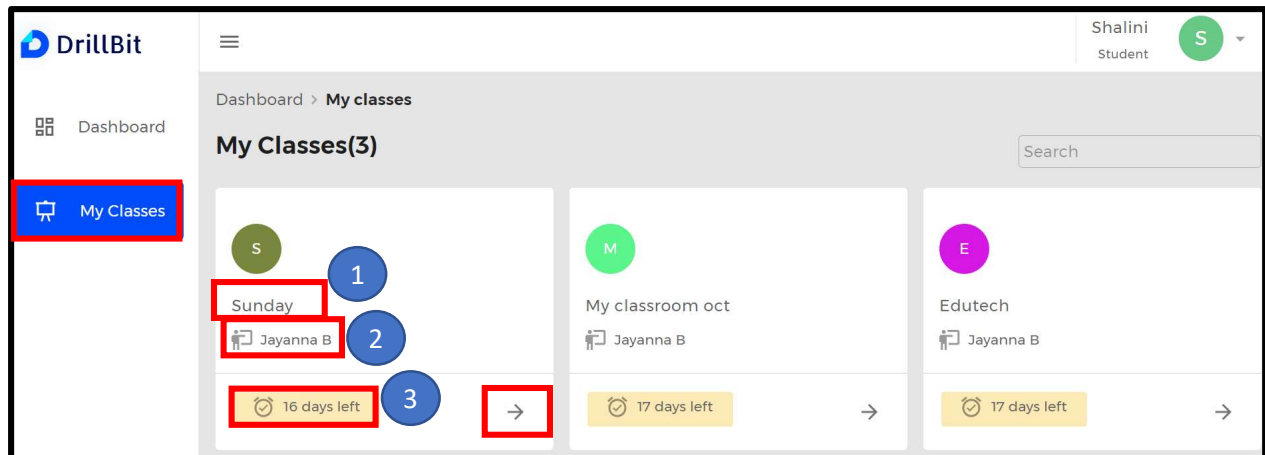 DrillBit
Shalini
Student
S
Dashboard > My classes
Dashboard
My Classes(3)
Search
My Classes
S
1
Sunday
Jayanna B
2
16 days left
3
M
My classroom oct
Jayanna B
17 days left
E
Edutech
Jayanna B
17 days left